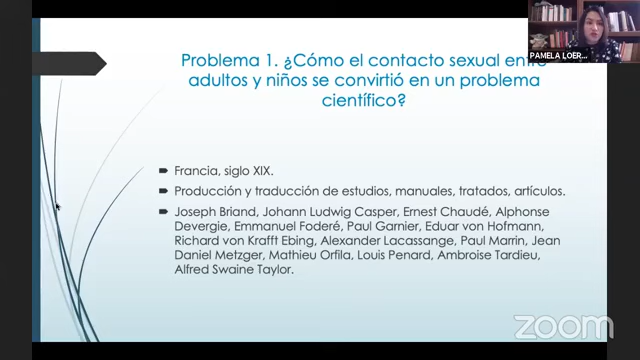 Problema 1. ¿Cómo el contacto sexual entre
adultos y niños se convirtió en un problema
científico?
Francia, siglo XIX.
Producción y traducción de estudios, manuales, tratados, artículos.
Joseph Briand, Johann Ludwig Casper, Ernest Chaudé, Alphonse
Devergie, Emmanuel Foderé, Paul Garnier, Eduar von Hofmann,
Richard von Krafft Ebing, Alexander Lacassange, Paul Marrin, Jean
Daniel Metzger, Mathieu Orfila, Louis Penard, Ambroise Tardieu,
Alfred Swaine Taylor.
PAMELA LOER...
zoom